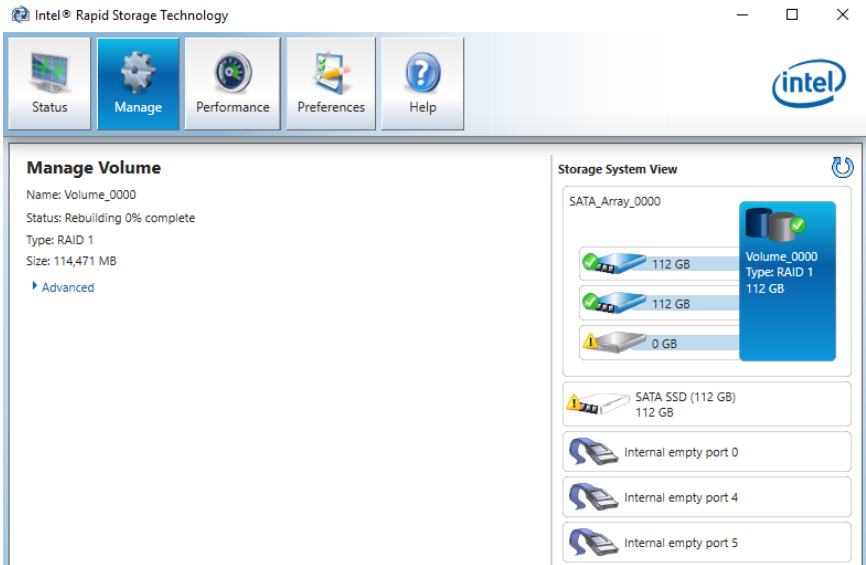 Intel® Rapid Storage Technology
Status
Manage
Performance
Preferences
Help
intel
Manage Volume
Name: Volume_0000
Status: Rebuilding 0% complete
Type: RAID 1
Size: 114,471 MB
Advanced
Storage System View
SATA_Array_0000
112 GB
112 GB
0 GB
Volume_0000
Type: RAID 1
112 GB
SATA SSD (112 GB)
112 GB
Internal empty port 0
Internal empty port 4
Internal empty port 5